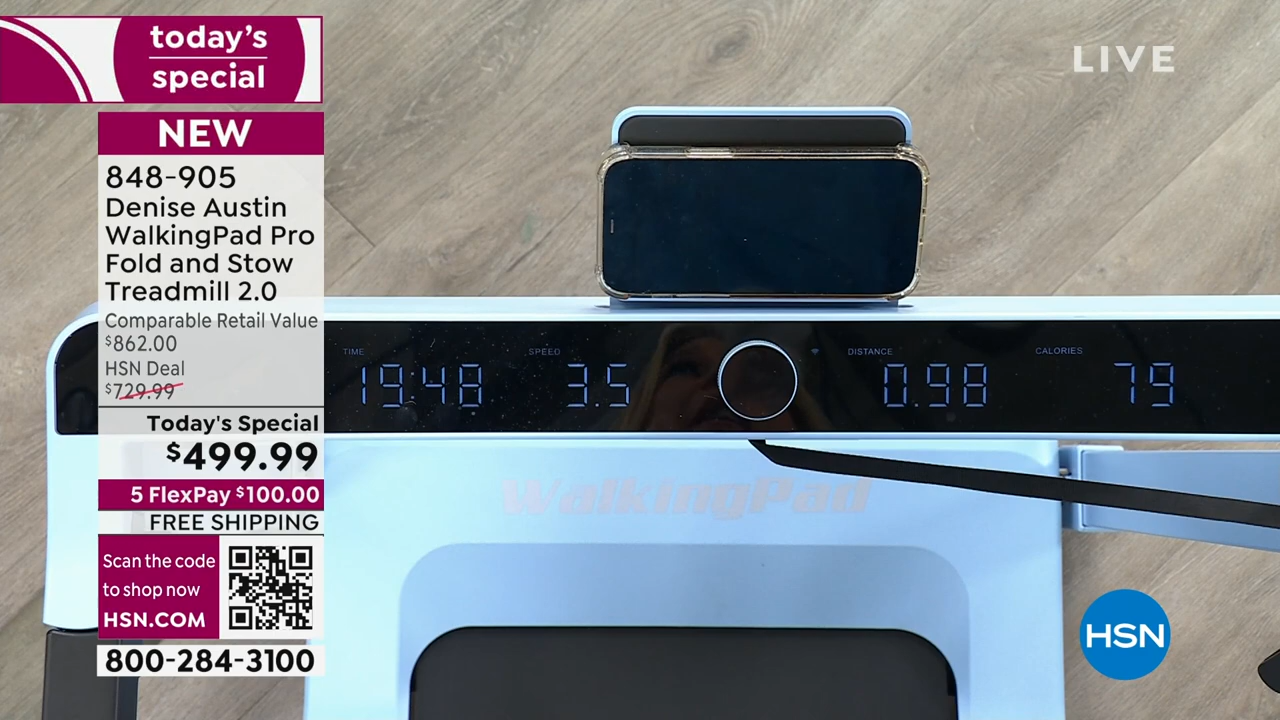 today's
special
LIVE
NEW
848-905
Denise Austin
WalkingPad Pro
Fold and Stow
Treadmill 2.0
Comparable Retail Value
$862.00
HSN Deal
$729.99
Today's Special
$499.99
5 FlexPay $100.00
FREE SHIPPING
Scan the code
to shop now
HSN.COM
800-284-3100
TIME SPEED DISTANCE CALORIES
19:48 3.5 0.98 79
WalkingPad
HSN